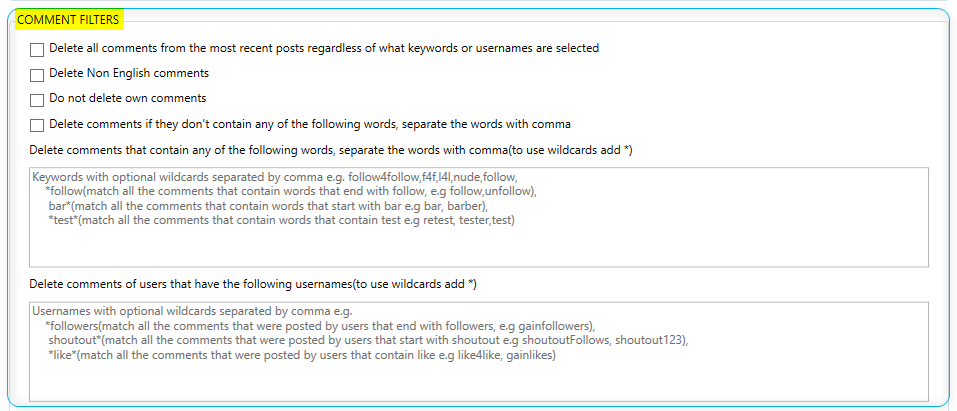 COMMENT FILTERS
Delete all comments from the most recent posts regardless of what keywords or usernames are selected
Delete Non English comments
Do not delete own comments
Delete comments if they don't contain any of the following words, separate the words with comma
Delete comments that contain any of the following words, separate the words with comma(to use wildcards add *)
Keywords with optional wildcards separated by comma e.g. follow4follow,f4f,l4l,nude,follow,
*follow(match all the comments that contain words that end with follow, e.g follow,unfollow),
bar*(match all the comments that contain words that start with bar e.g bar, barber),
*test*(match all the comments that contain words that contain test e.g retest, tester,test)
Delete comments of users that have the following usernames(to use wildcards add *)
Usernames with optional wildcards separated by comma e.g.
*followers(match all the comments that were posted by users that end with followers, e.g gainfollowers),
shoutout*(match all the comments that were posted by users that start with shoutout e.g shoutoutFollows, shoutout123),
*like*(match all the comments that were posted by users that contain like e.g like4like, gainlikes)